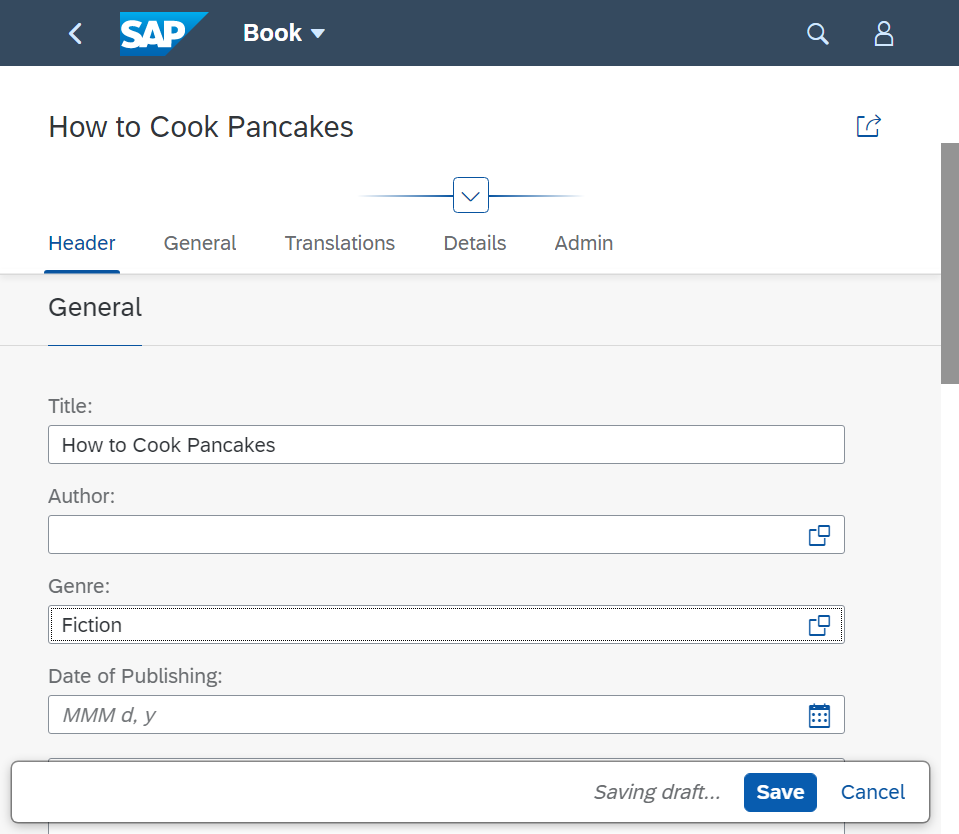 SAP Book
How to Cook Pancakes
Header General Translations Details Admin
General
Title:
How to Cook Pancakes
Author:
Genre:
Fiction
Date of Publishing:
MMM d, y
Saving draft... Save Cancel